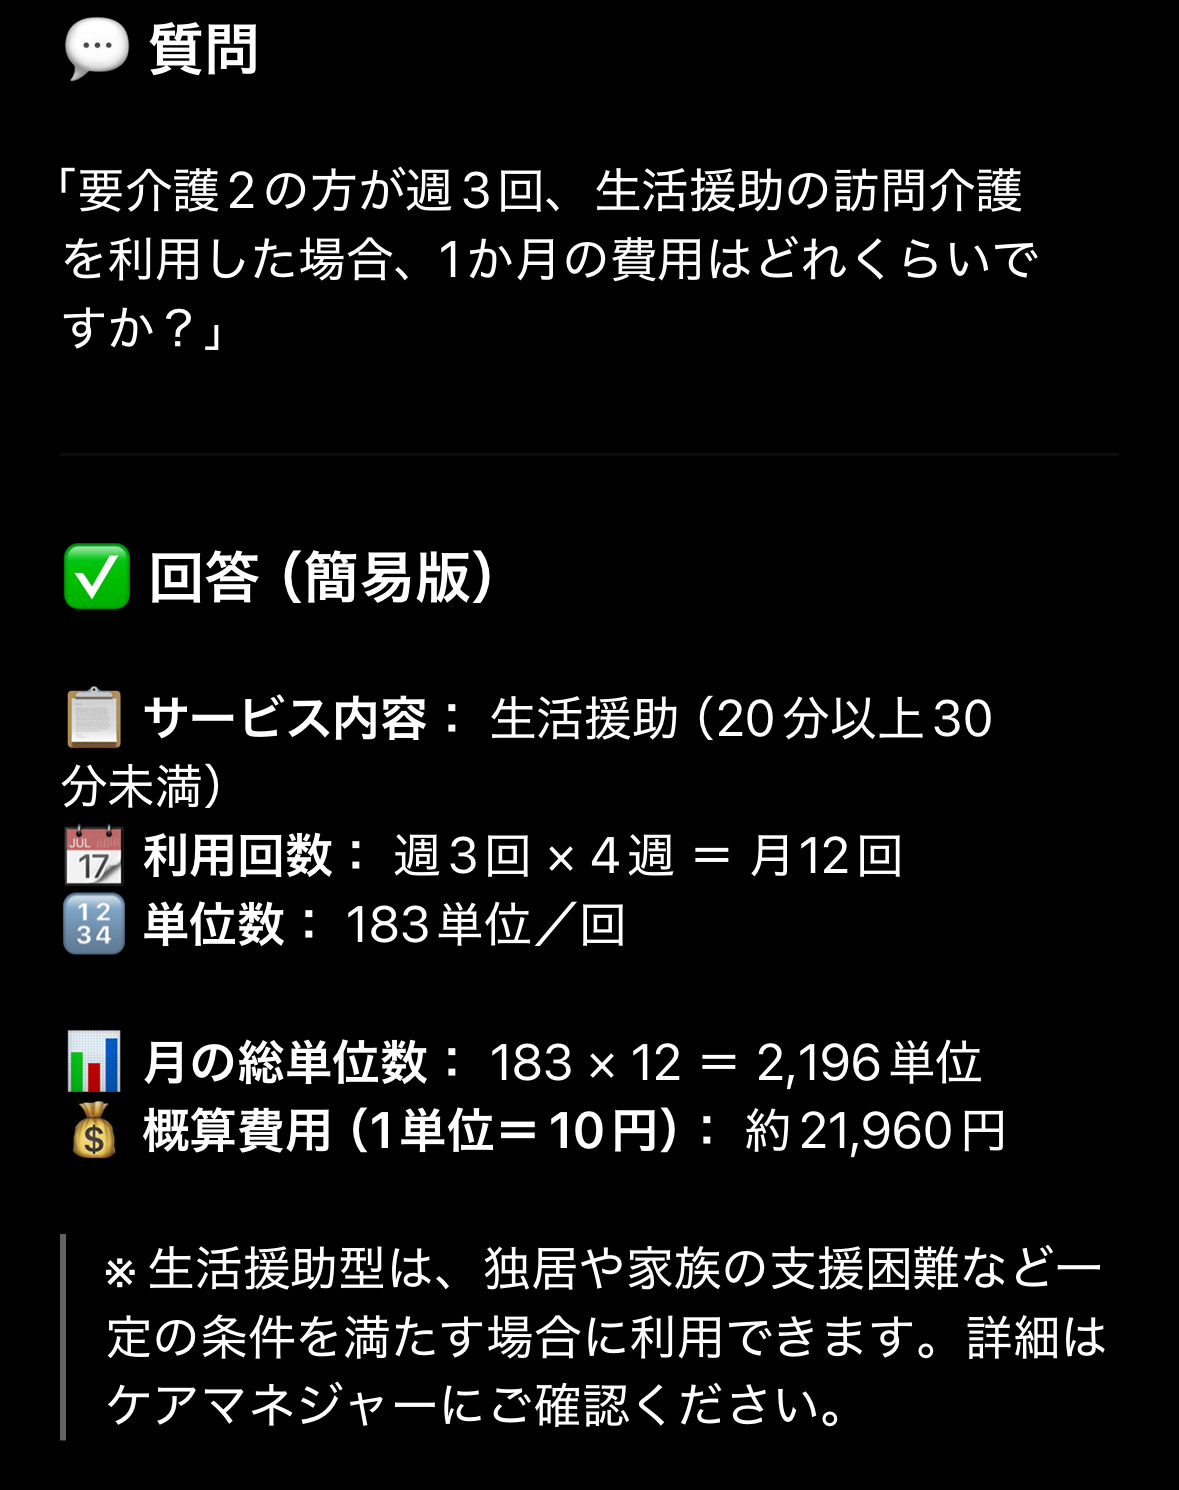 💬 質問
「要介護2の方が週3回、生活援助の訪問介護
を利用した場合、1か月の費用はどれくらいで
すか？」
✅ 回答（簡易版）
📋 サービス内容： 生活援助（20分以上30
分未満）
📅 利用回数： 週3回 × 4週 ＝ 月12回
🔢 単位数： 183単位／回
📊 月の総単位数： 183 × 12 ＝ 2,196単位
💰 概算費用（1単位＝10円）： 約21,960円
※ 生活援助型は、独居や家族の支援困難など一
定の条件を満たす場合に利用できます。詳細は
ケアマネジャーにご確認ください。